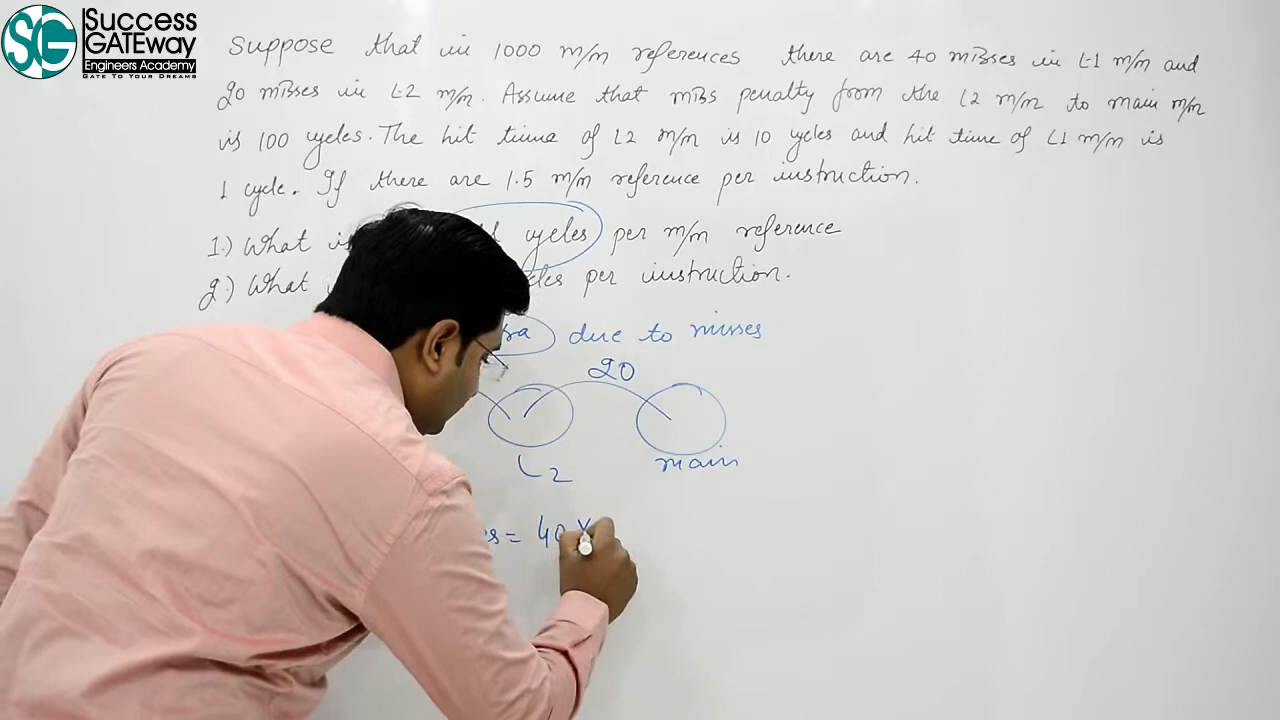 Success
GATEway
Engineers Academy
GATE TO YOUR DREAMS
SG
Suppose that in 1000 m/m references there are 40 misses in L1 m/m and
20 misses in L2 m/m. Assume that miss penalty from the L2 m/m to main m/m
is 100 cycles. The hit time of L2 m/m is 10 cycles and hit time of L1 m/m is
1 cycle. If there are 1.5 m/m reference per instruction.
1.) What is cycles per m/m reference
2.) What per instruction.
due to misses
20
L2 main
= 40 X